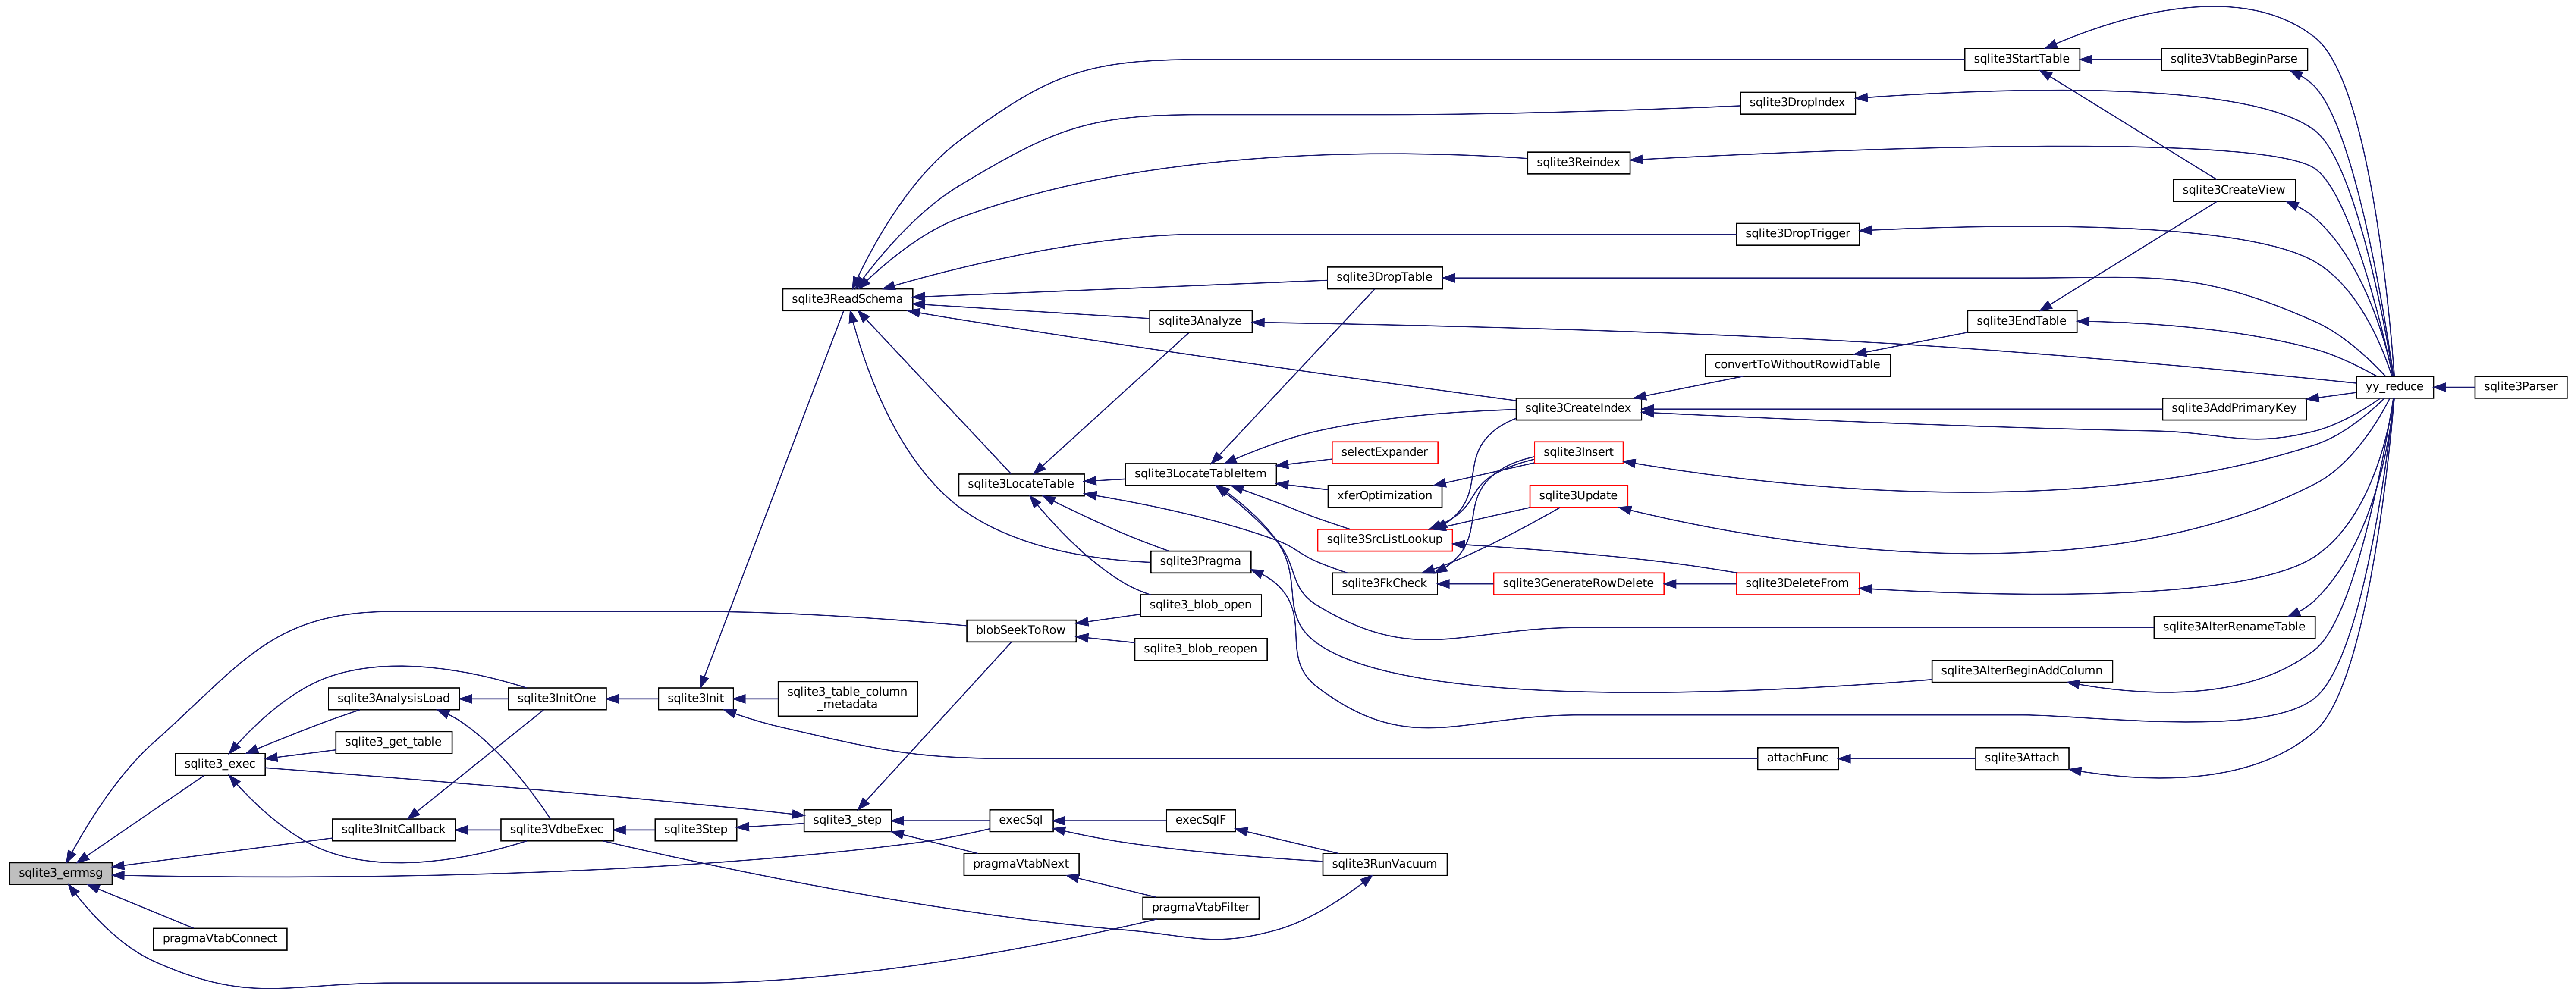 sqlite3StartTable
sqlite3VtabBeginParse
sqlite3DropIndex
sqlite3Reindex
sqlite3CreateView
sqlite3DropTrigger
sqlite3DropTable
sqlite3ReadSchema
sqlite3Analyze
sqlite3EndTable
convertToWithoutRowidTable
yy_reduce
sqlite3Parser
sqlite3CreateIndex
sqlite3AddPrimaryKey
selectExpander
sqlite3Insert
sqlite3LocateTableItem
sqlite3LocateTable
xferOptimization
sqlite3Update
sqlite3SrcListLookup
sqlite3Pragma
sqlite3FkCheck
sqlite3GenerateRowDelete
sqlite3DeleteFrom
sqlite3_blob_open
blobSeekToRow
sqlite3AlterRenameTable
sqlite3_blob_reopen
sqlite3AlterBeginAddColumn
sqlite3AnalysisLoad
sqlite3InitOne
sqlite3Init
sqlite3_table_column
_metadata
sqlite3_get_table
sqlite3_exec
attachFunc
sqlite3Attach
sqlite3InitCallback
sqlite3VdbeExec
sqlite3Step
sqlite3_step
execSql
execSqlF
pragmaVtabNext
sqlite3RunVacuum
sqlite3_errmsg
pragmaVtabFilter
pragmaVtabConnect